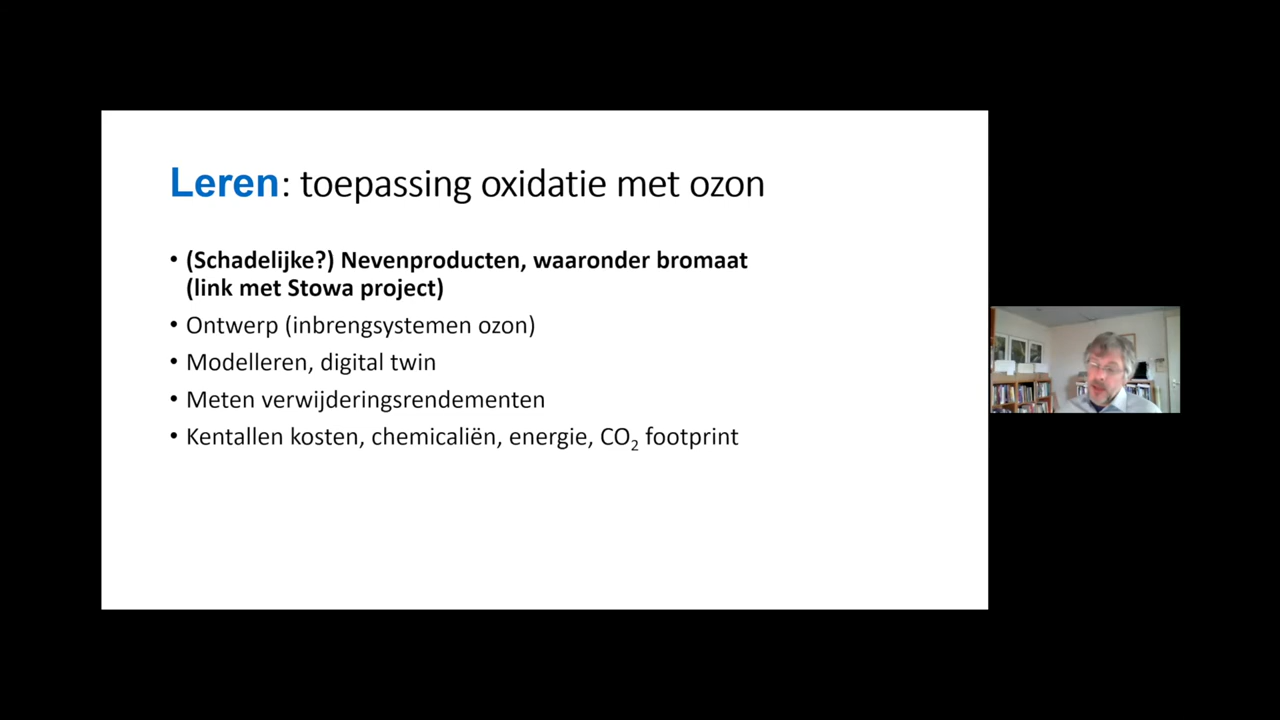 Leren: toepassing oxidatie met ozon
• (Schadelijke?) Nevenproducten, waaronder bromaat
(link met Stowa project)
• Ontwerp (inbrengsystemen ozon)
• Modelleren, digital twin
• Meten verwijderingsrendementen
• Kentallen kosten, chemicaliën, energie, CO₂ footprint